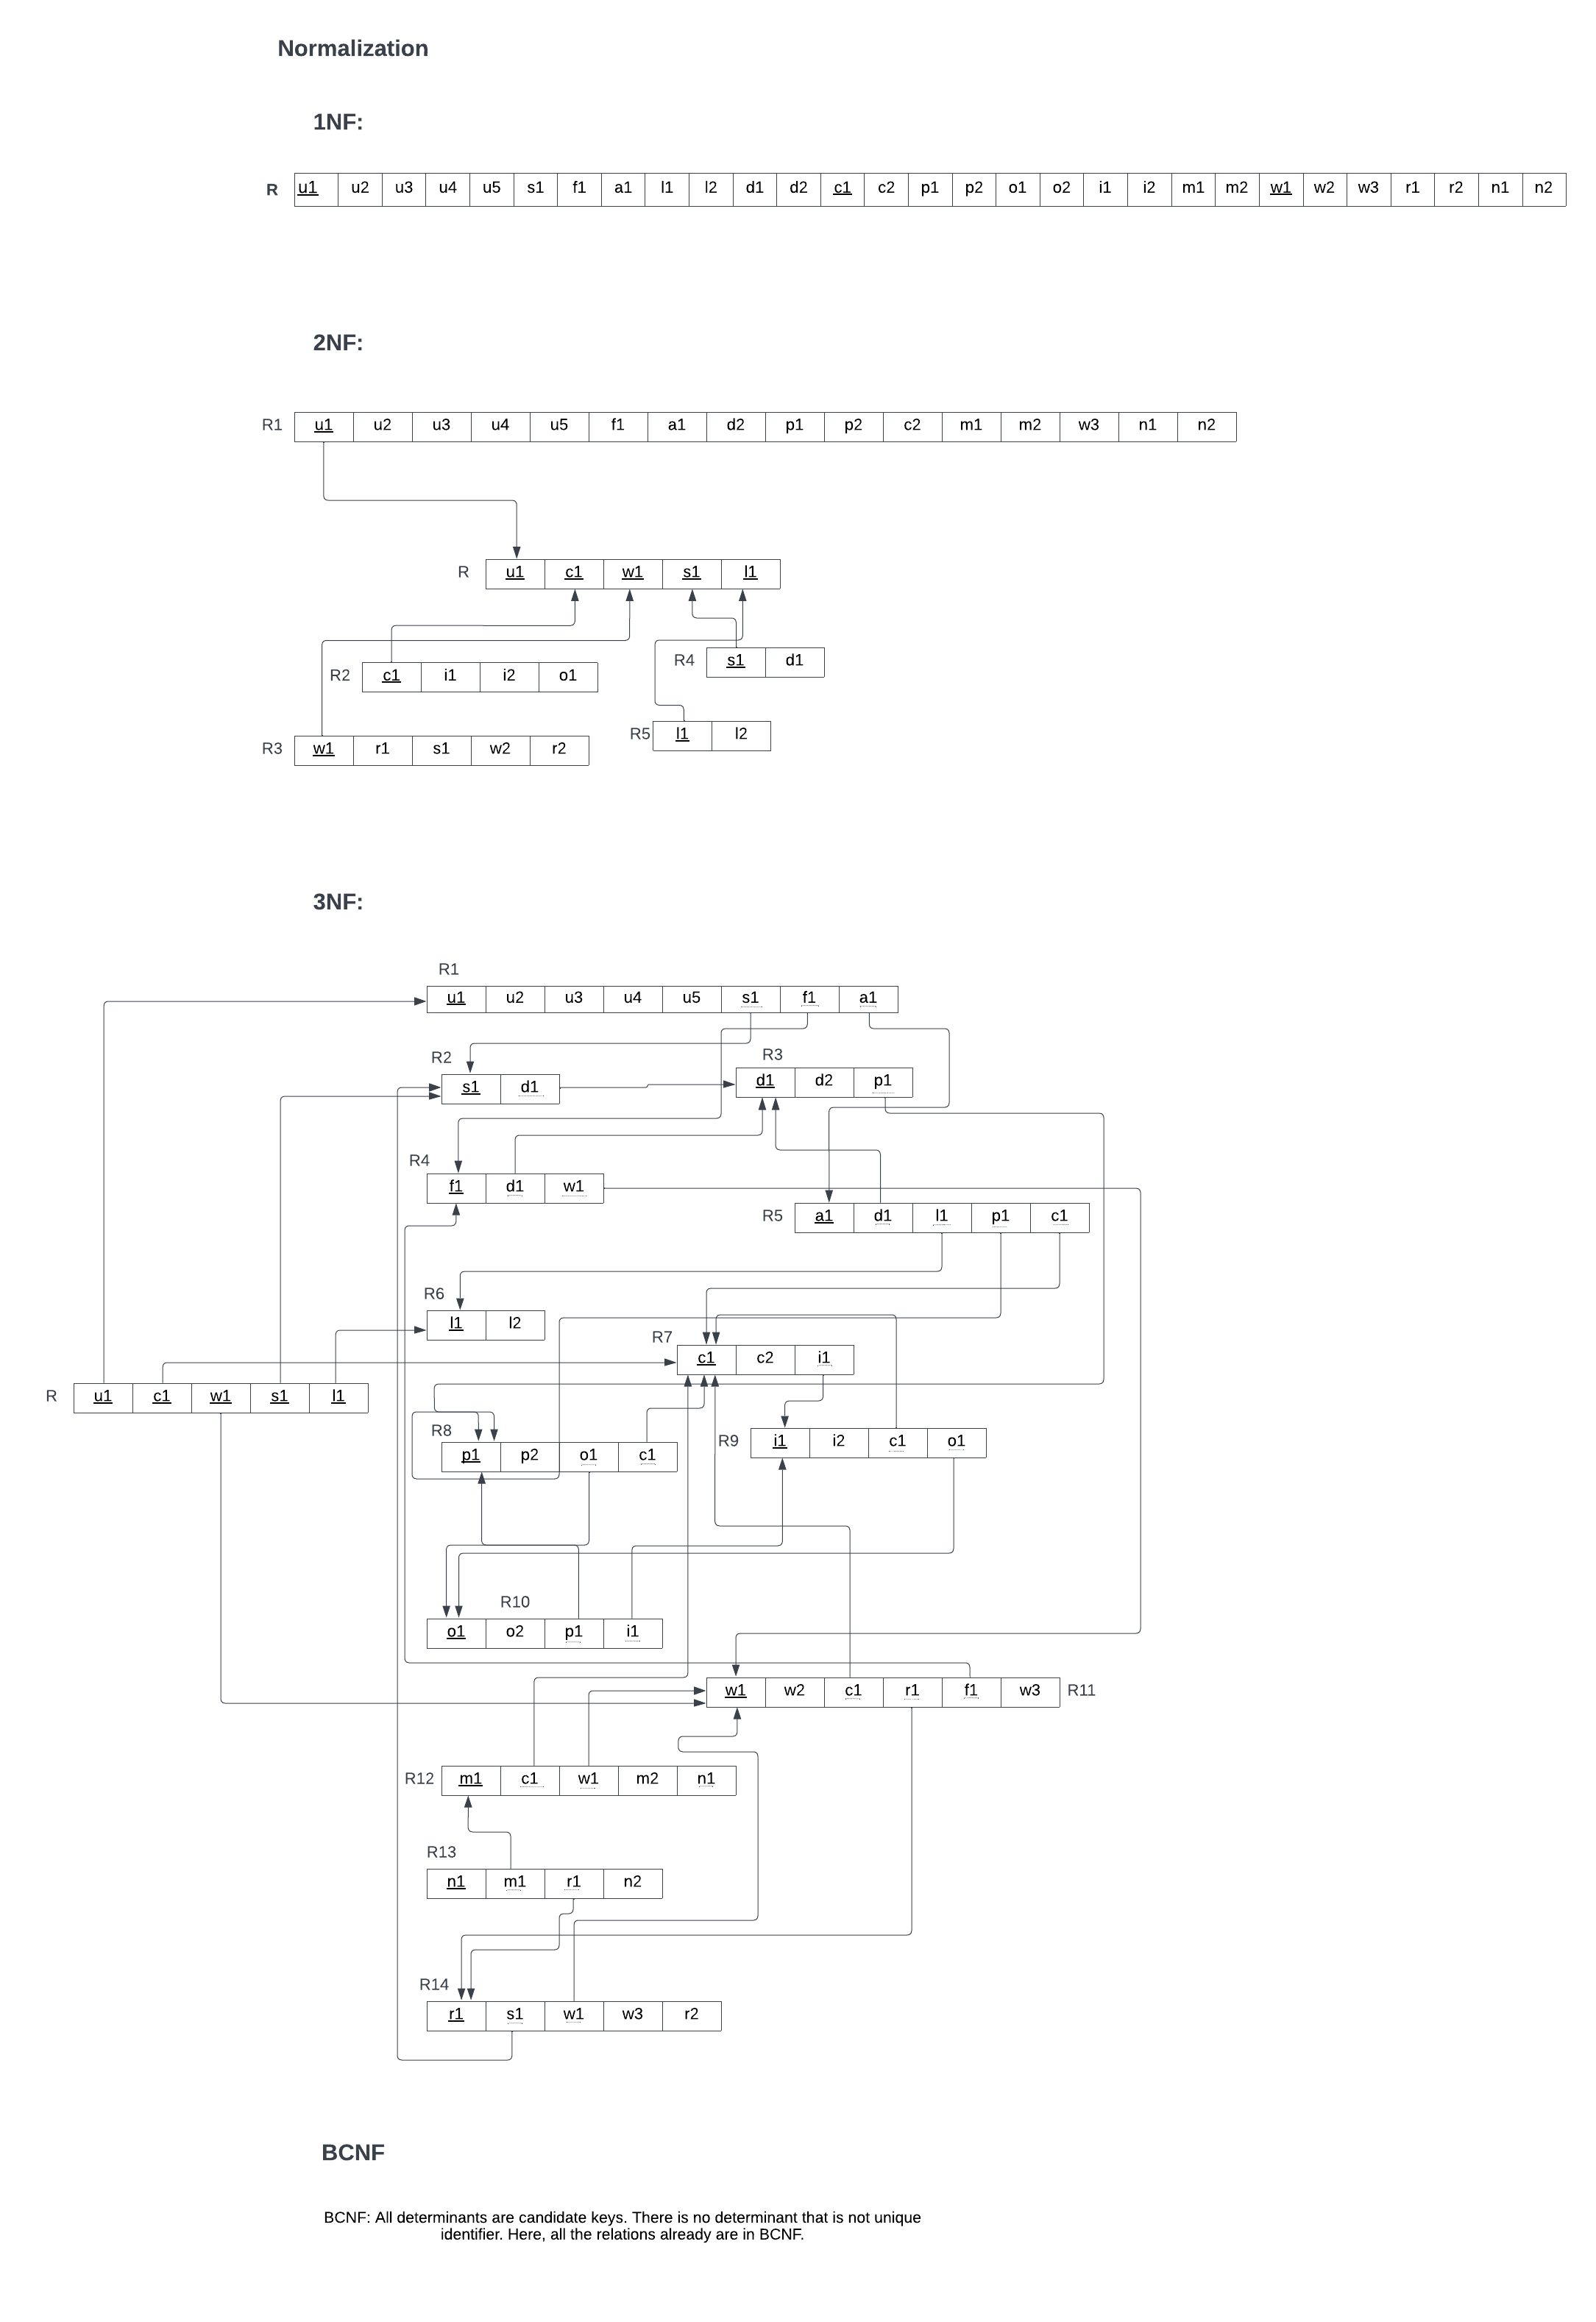 Normalization
1NF:
R u1 u2 u3 u4 u5 s1 f1 a1 l1 l2 d1 d2 c1 c2 p1 p2 o1 o2 i1 i2 m1 m2 w1 w2 w3 r1 r2 n1 n2
2NF:
R1 u1 u2 u3 u4 u5 f1 a1 d2 p1 p2 c2 m1 m2 w3 n1 n2
R u1 c1 w1 s1 l1
R4 s1 d1
R2 c1 i1 i2 o1
R5 l1 l2
R3 w1 r1 s1 w2 r2
3NF:
R1
u1 u2 u3 u4 u5 s1 f1 a1
R2
s1 d1
R3
d1 d2 p1
R4
f1 d1 w1
R5 a1 d1 l1 p1 c1
R6
l1 l2
R7
c1 c2 i1
R u1 c1 w1 s1 l1
R8
p1 p2 o1 c1
R9 i1 i2 c1 o1
R10
o1 o2 p1 i1
w1 w2 c1 r1 f1 w3 R11
R12 m1 c1 w1 m2 n1
R13
n1 m1 r1 n2
R14
r1 s1 w1 w3 r2
BCNF
BCNF: All determinants are candidate keys. There is no determinant that is not unique
identifier. Here, all the relations already are in BCNF.